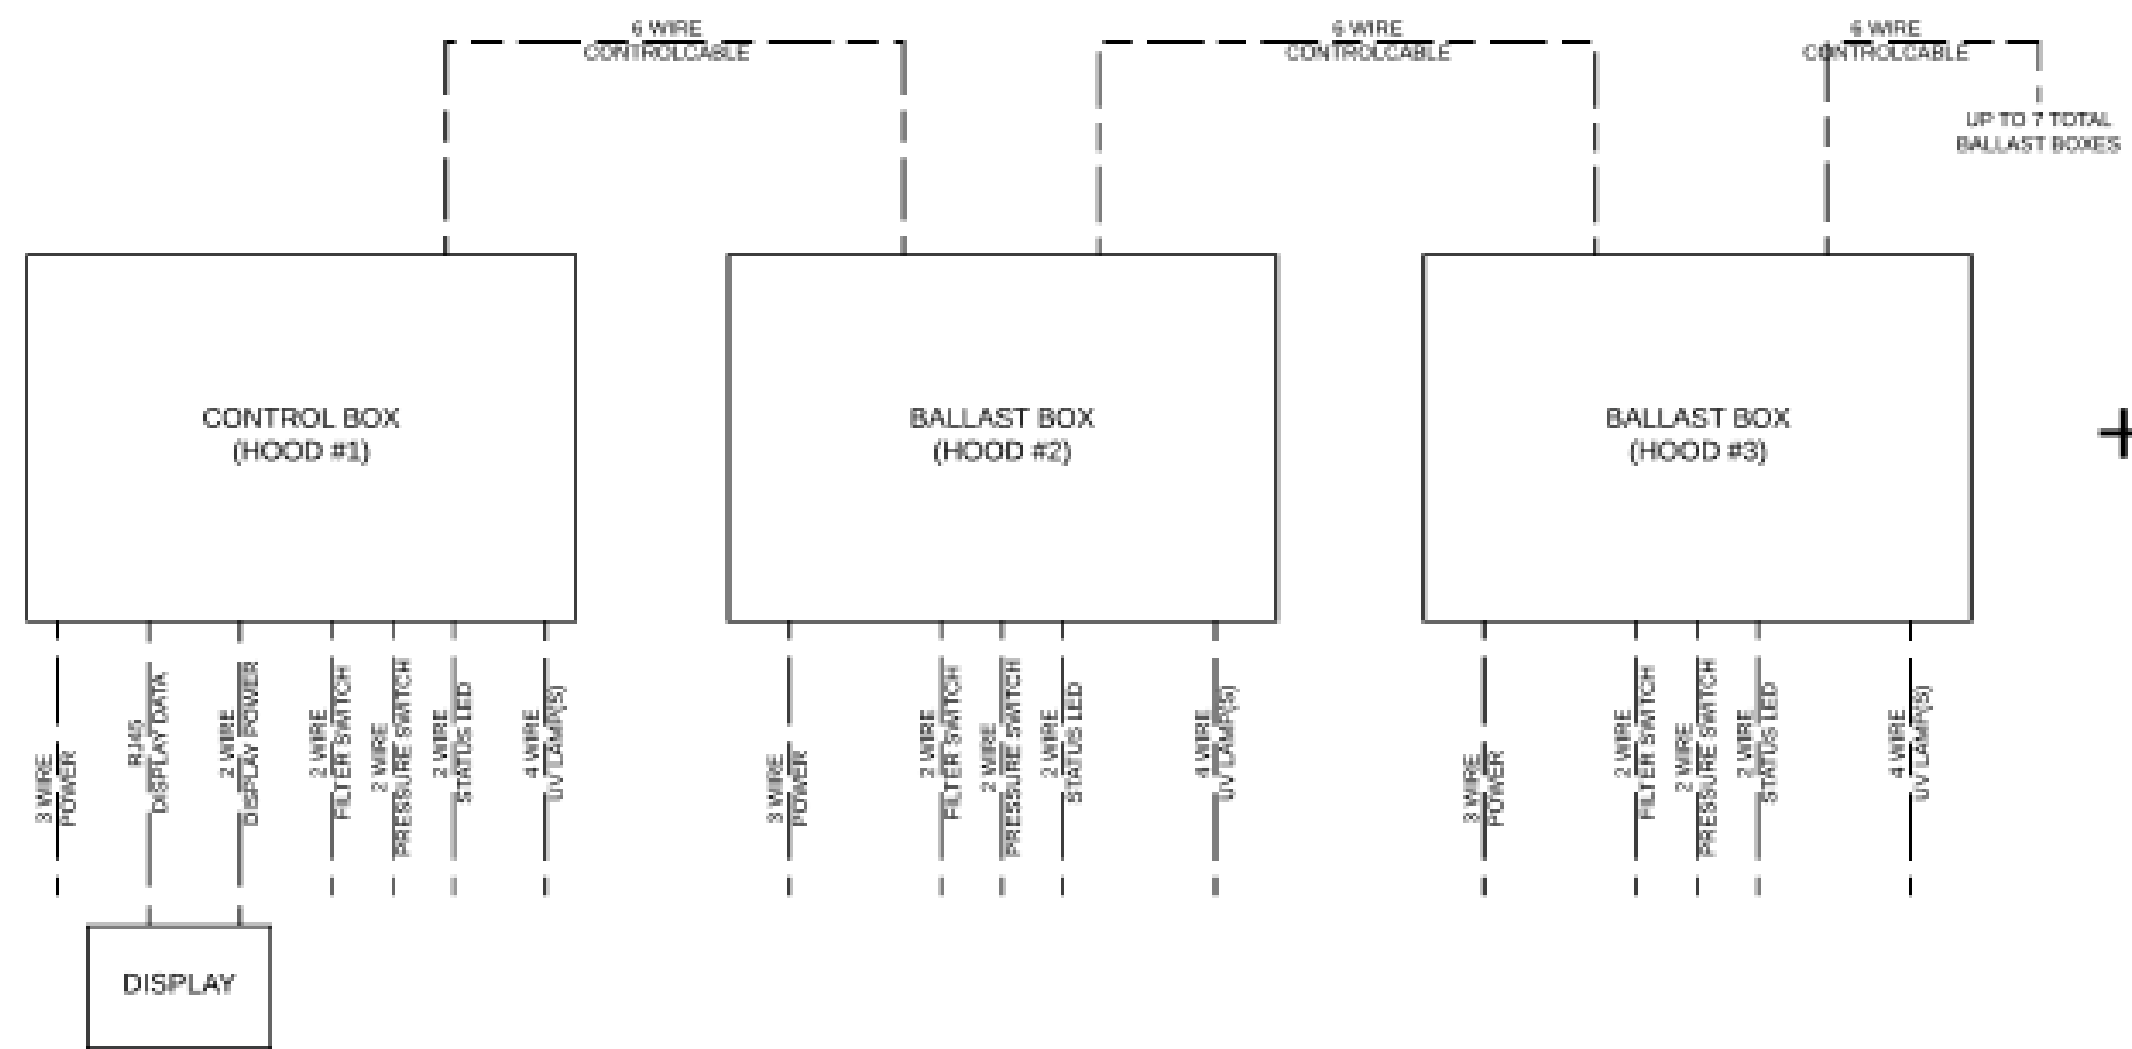 6 WIRE
CONTROLCABLE
6 WIRE
CONTROLCABLE
6 WIRE
CONTROLCABLE
UP TO 7 TOTAL
BALLAST BOXES
CONTROL BOX
(HOOD #1)
BALLAST BOX
(HOOD #2)
BALLAST BOX
(HOOD #3)
3 WIRE
POWER
RJ45
DISPLAY DATA
2 WIRE
DISPLAY POWER
2 WIRE
FILTER SWITCH
2 WIRE
PRESSURE SWITCH
2 WIRE
STATUS LED
4 WIRE
UV LAMP(S)
3 WIRE
POWER
2 WIRE
FILTER SWITCH
2 WIRE
PRESSURE SWITCH
2 WIRE
STATUS LED
4 WIRE
UV LAMP(S)
3 WIRE
POWER
2 WIRE
FILTER SWITCH
2 WIRE
PRESSURE SWITCH
2 WIRE
STATUS LED
4 WIRE
UV LAMP(S)
DISPLAY